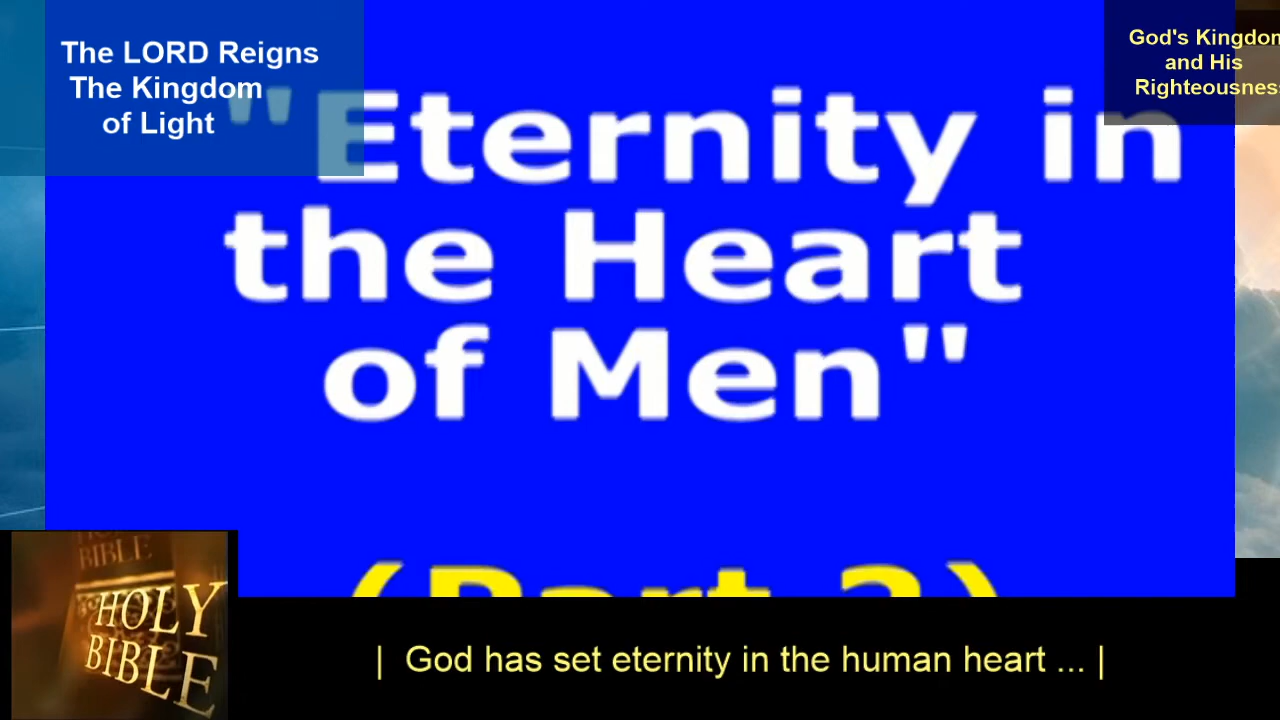 The LORD Reigns
The Kingdom
of Light
God's Kingdom
and His
Righteousness
"Eternity in
the Heart
of Men"
BIBLE
HOLY
BIBLE
| God has set eternity in the human heart ... |